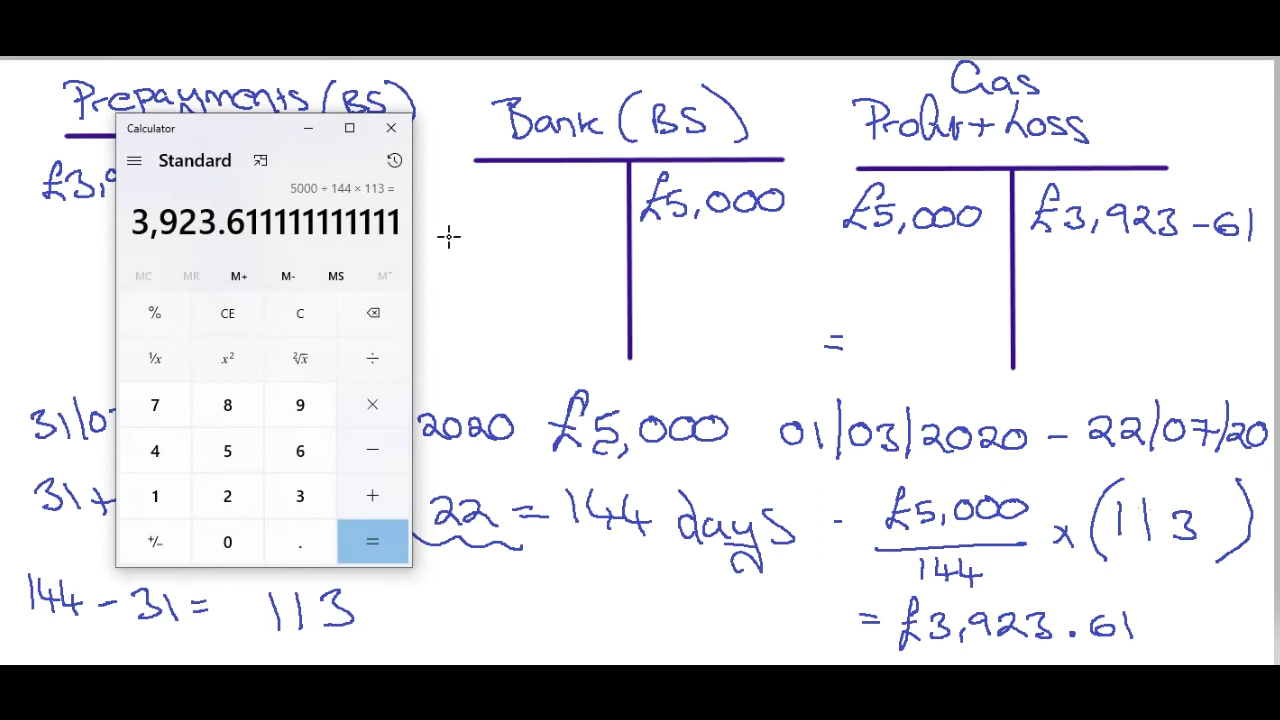 Prepayments (BS)
£3,9
Bank (BS)
£5,000
Gas
Profit + Loss
£5,000 £3,923-61
=
Calculator
Standard
5000 ÷ 144 × 113 =
3,923.611111111111
MC MR M+ M- MS M˅
% CE C ⌫
¹/x x² ²√x ÷
7 8 9 ×
4 5 6 −
1 2 3 +
+/- 0 . =
31/0 2020 £5,000 01/03/2020 - 22/07/20
31+ 22 = 144 days - £5,000 x (113)
144
144 - 31 = 113
= £3,923.61